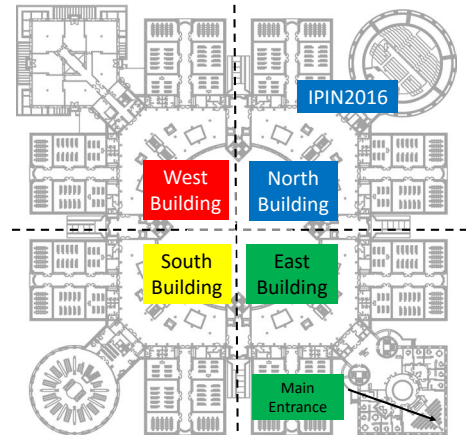 IPIN2016
West
Building
North
Building
South
Building
East
Building
Main
Entrance